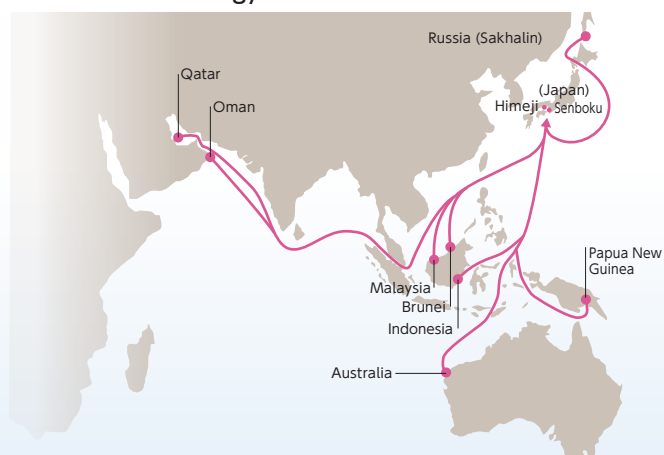 Russia (Sakhalin)
Qatar
(Japan)
Himeji
Senboku
Oman
Papua New
Guinea
Malaysia
Brunei
Indonesia
Australia